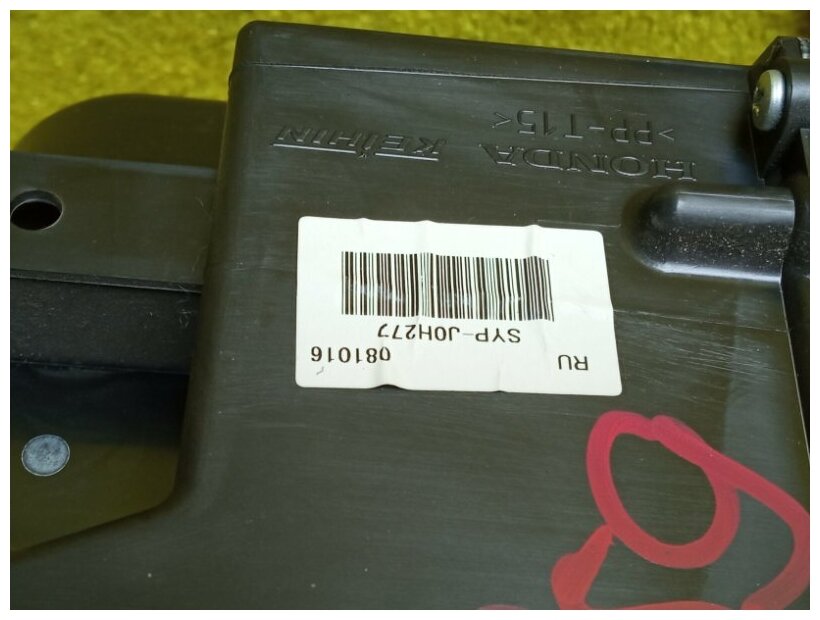 RU 081016
SYP-J0H277
HONDA KEIHIN
>PP-T15<